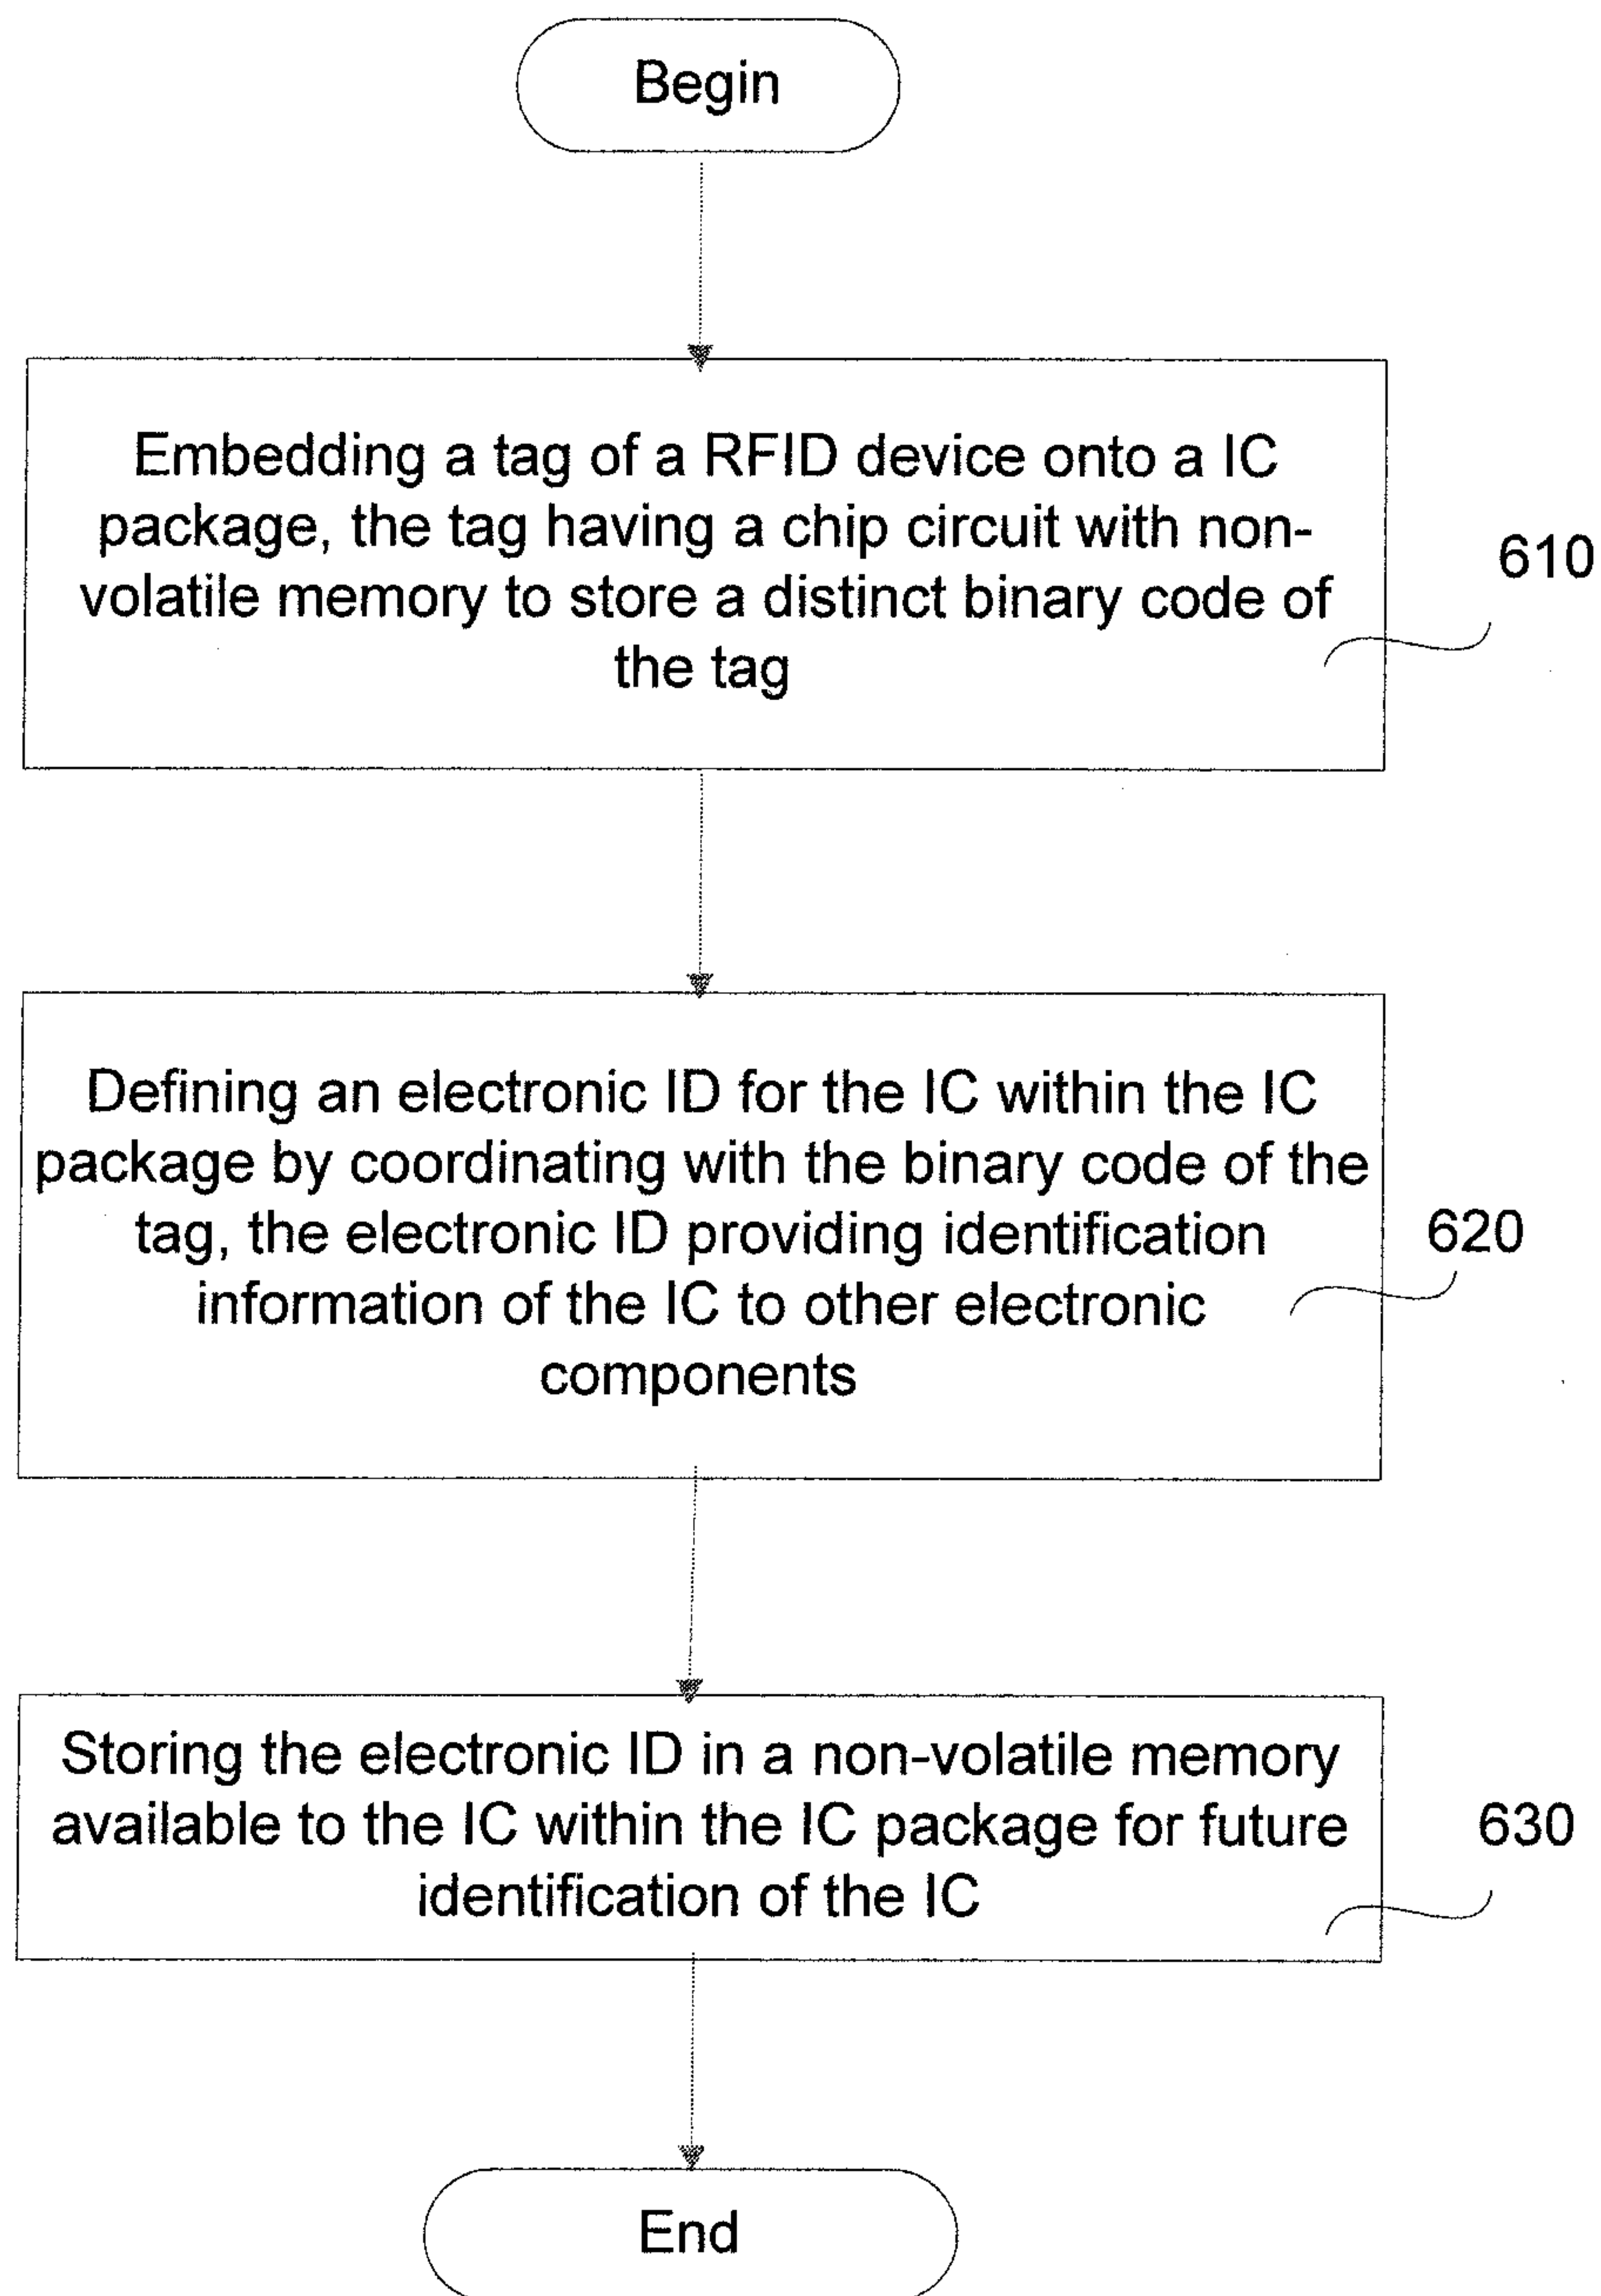 Begin
Embedding a tag of a RFID device onto a IC
package, the tag having a chip circuit with non-
volatile memory to store a distinct binary code of
the tag
610
Defining an electronic ID for the IC within the IC
package by coordinating with the binary code of the
tag, the electronic ID providing identification
information of the IC to other electronic
components
620
Storing the electronic ID in a non-volatile memory
available to the IC within the IC package for future
identification of the IC
630
End